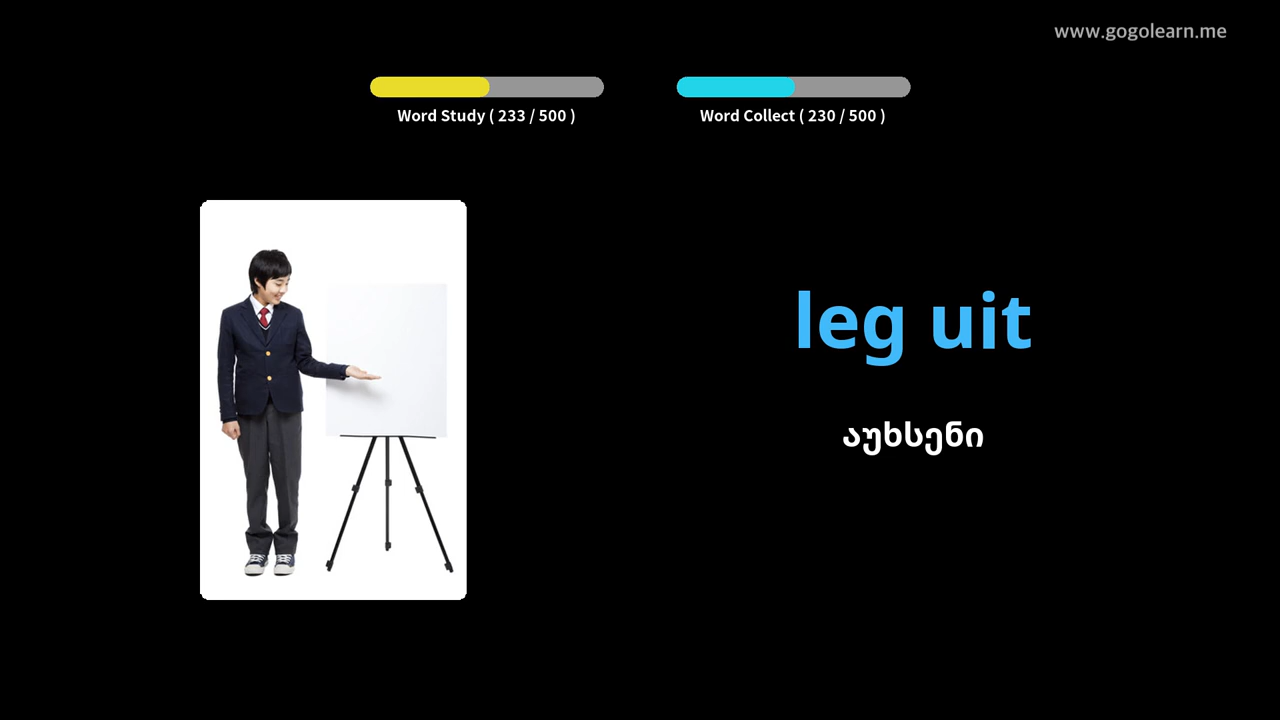 www.gogolearn.me
Word Study ( 233 / 500 )
Word Collect ( 230 / 500 )
leg uit
აუხსენი